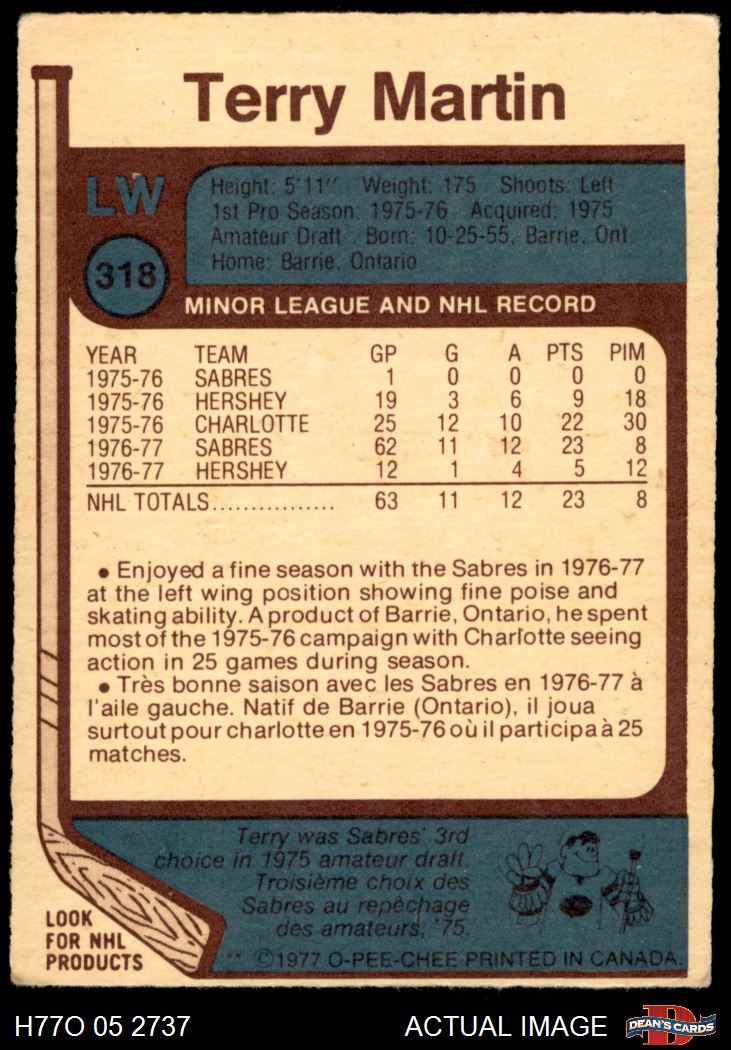 Terry Martin
LW
Height: 5'11" Weight: 175 Shoots: Left
1st Pro Season: 1975-76 Acquired: 1975
Amateur Draft Born: 10-25-55, Barrie, Ont.
Home: Barrie, Ontario
318
MINOR LEAGUE AND NHL RECORD
YEAR TEAM GP G A PTS PIM
1975-76 SABRES 1 0 0 0 0
1975-76 HERSHEY 19 3 6 9 18
1975-76 CHARLOTTE 25 12 10 22 30
1976-77 SABRES 62 11 12 23 8
1976-77 HERSHEY 12 1 4 5 12
NHL TOTALS................ 63 11 12 23 8
• Enjoyed a fine season with the Sabres in 1976-77
at the left wing position showing fine poise and
skating ability. A product of Barrie, Ontario, he spent
most of the 1975-76 campaign with Charlotte seeing
action in 25 games during season.
• Très bonne saison avec les Sabres en 1976-77 à
l'aile gauche. Natif de Barrie (Ontario), il joua
surtout pour charlotte en 1975-76 où il participa à 25
matches.
Terry was Sabres' 3rd
choice in 1975 amateur draft.
Troisième choix des
Sabres au repêchage
des amateurs, '75.
LOOK
FOR NHL
PRODUCTS
** ©1977 O-PEE-CHEE PRINTED IN CANADA.
H77O 05 2737 ACTUAL IMAGE
D
DEAN'S CARDS